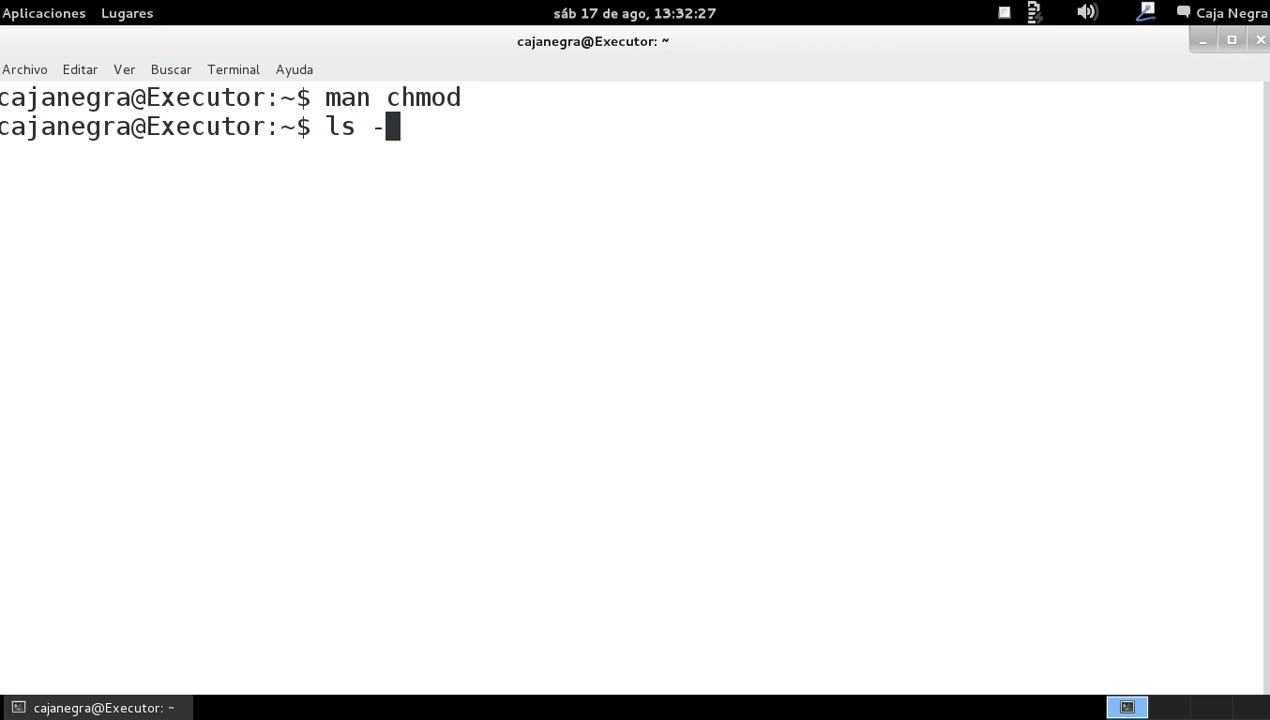 Aplicaciones Lugares sáb 17 de ago, 13:32:27 Caja Negra
cajanegra@Executor: ~
Archivo Editar Ver Buscar Terminal Ayuda
cajanegra@Executor:~$ man chmod
cajanegra@Executor:~$ ls -
cajanegra@Executor: ~